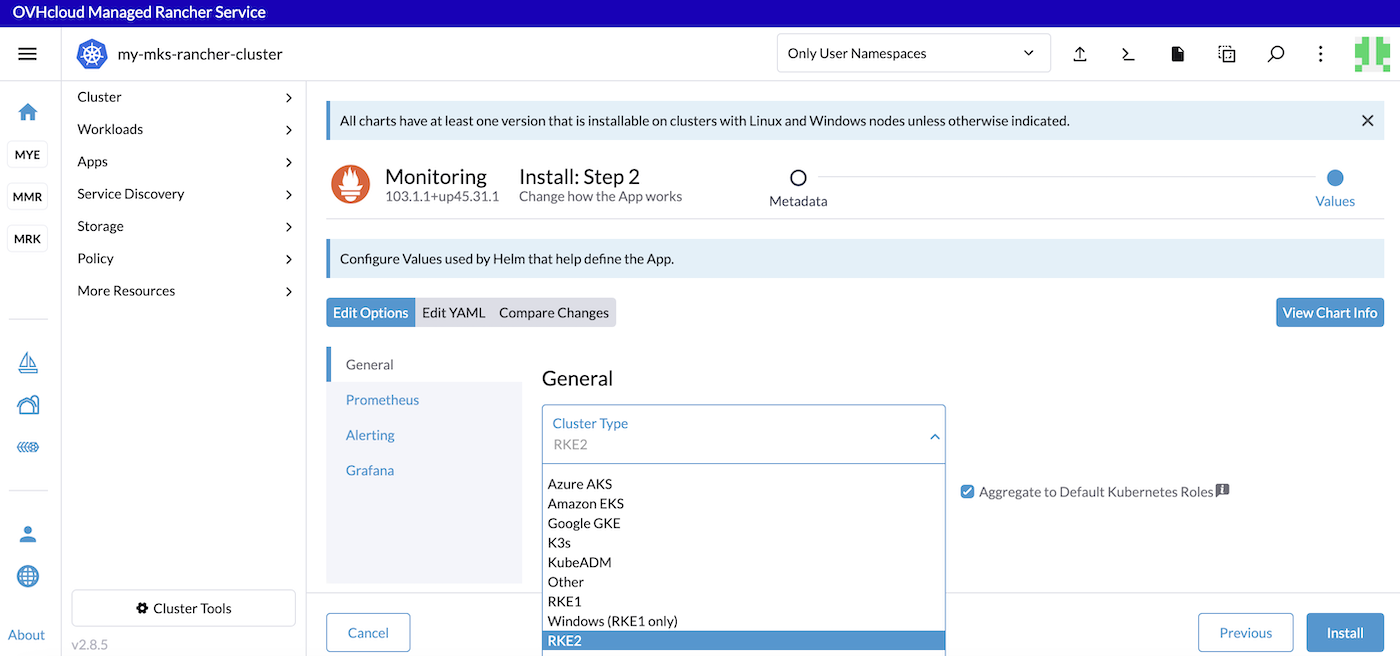 OVHcloud Managed Rancher Service
my-mks-rancher-cluster
Only User Namespaces
MYE
MMR
MRK
About
Cluster
Workloads
Apps
Service Discovery
Storage
Policy
More Resources
Cluster Tools
v2.8.5
All charts have at least one version that is installable on clusters with Linux and Windows nodes unless otherwise indicated.
Monitoring
103.1.1+up45.31.1
Install: Step 2
Change how the App works
Metadata
Values
Configure Values used by Helm that help define the App.
Edit Options Edit YAML Compare Changes
View Chart Info
General
Prometheus
Alerting
Grafana
General
Cluster Type
RKE2
Azure AKS
Amazon EKS
Google GKE
K3s
KubeADM
Other
RKE1
Windows (RKE1 only)
RKE2
Aggregate to Default Kubernetes Roles
Cancel
Previous
Install